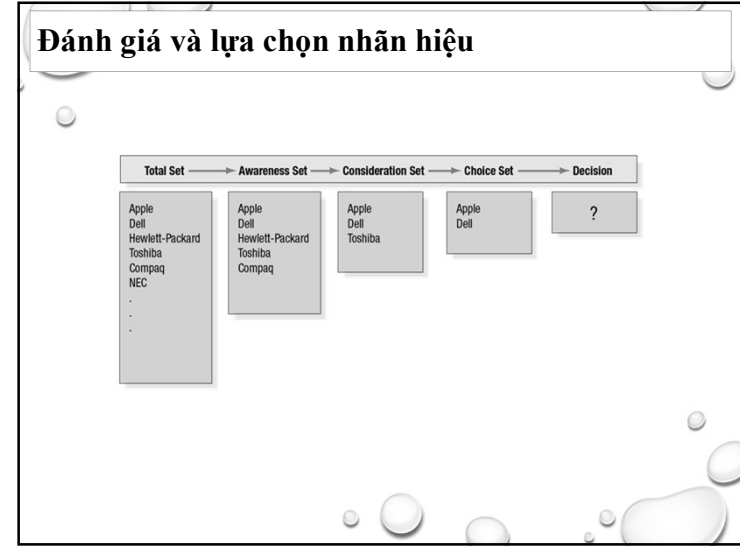 Đánh giá và lựa chọn nhãn hiệu
Total Set → Awareness Set → Consideration Set → Choice Set → Decision
Apple
Dell
Hewlett-Packard
Toshiba
Compaq
NEC
.
.
.
Apple
Dell
Hewlett-Packard
Toshiba
Compaq
Apple
Dell
Toshiba
Apple
Dell
?